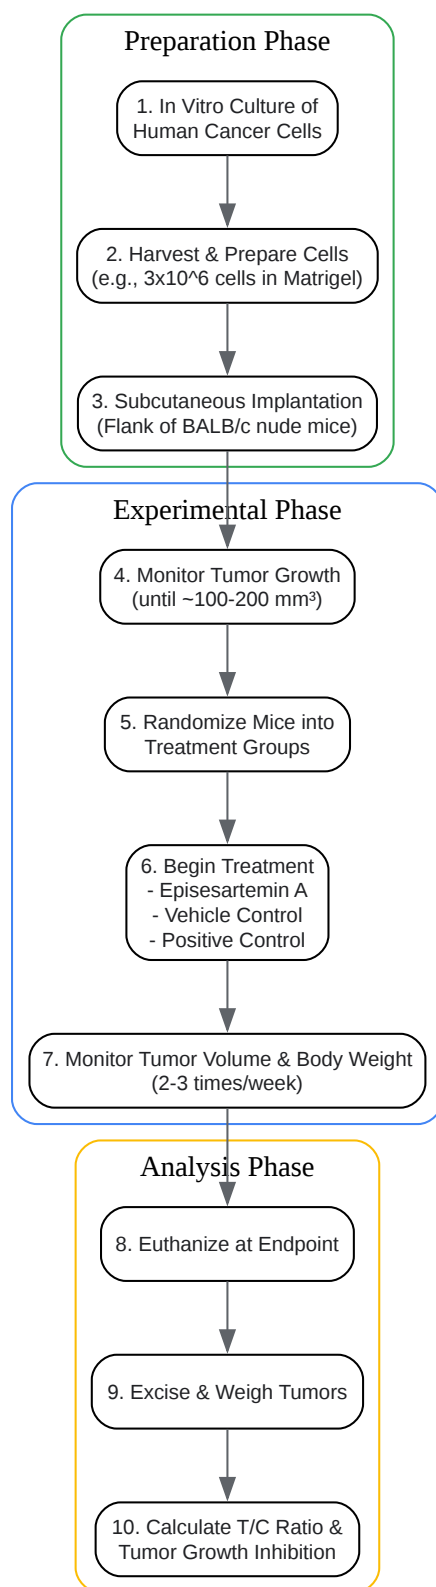 Preparation Phase
1. In Vitro Culture of
Human Cancer Cells
2. Harvest & Prepare Cells
(e.g., 3x10^6 cells in Matrigel)
3. Subcutaneous Implantation
(Flank of BALB/c nude mice)
Experimental Phase
4. Monitor Tumor Growth
(until ~100-200 mm³)
5. Randomize Mice into
Treatment Groups
6. Begin Treatment
- Episesartemin A
- Vehicle Control
- Positive Control
7. Monitor Tumor Volume & Body Weight
(2-3 times/week)
Analysis Phase
8. Euthanize at Endpoint
9. Excise & Weigh Tumors
10. Calculate T/C Ratio &
Tumor Growth Inhibition